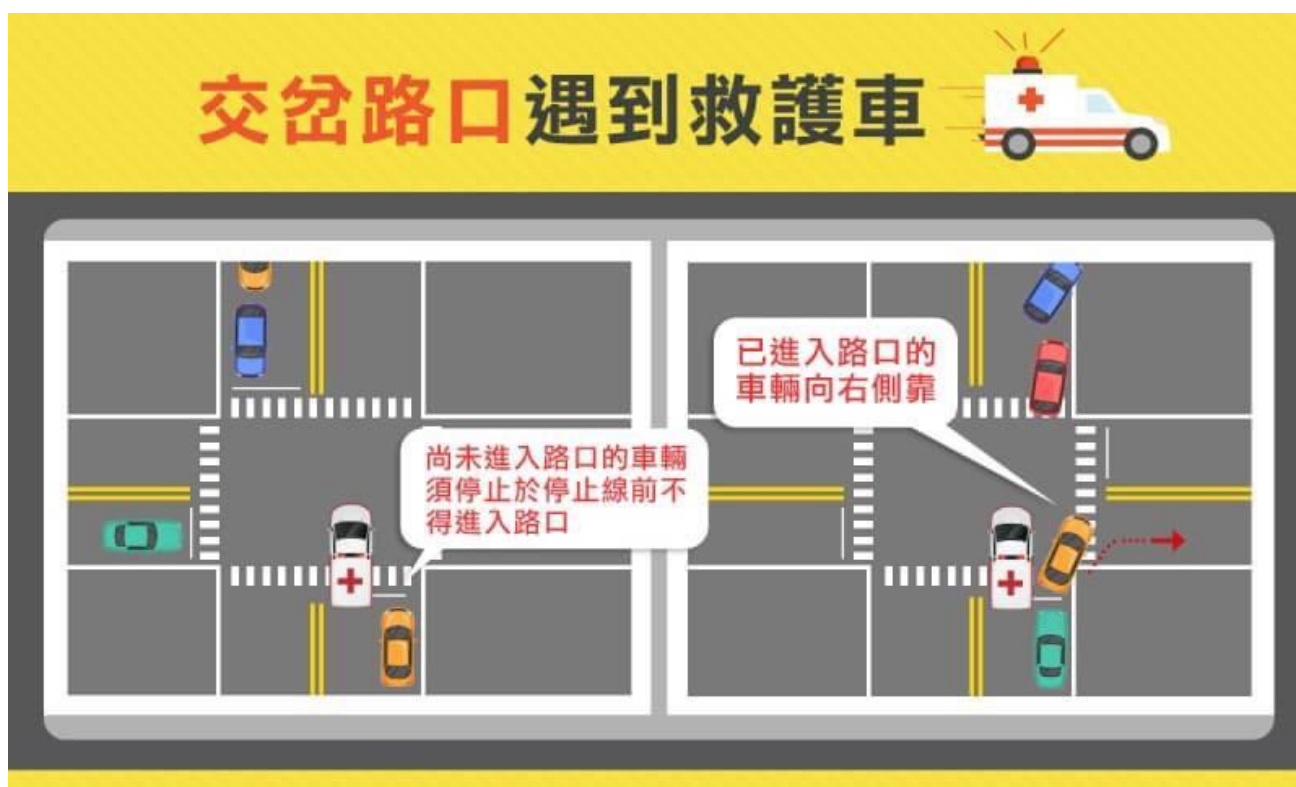 交岔路口遇到救護車
尚未進入路口的車輛
須停止於停止線前不
得進入路口
已進入路口的
車輛向右側靠